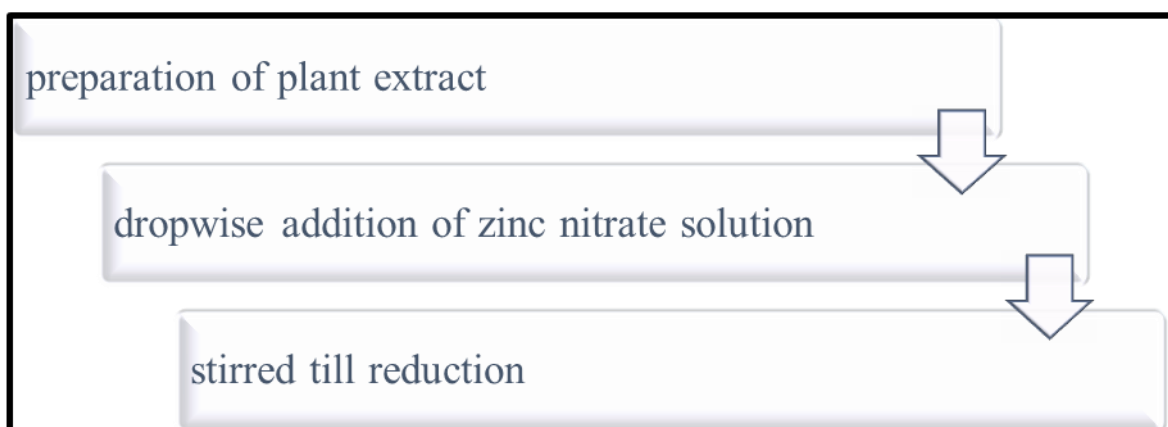 preparation of plant extract
dropwise addition of zinc nitrate solution
stirred till reduction